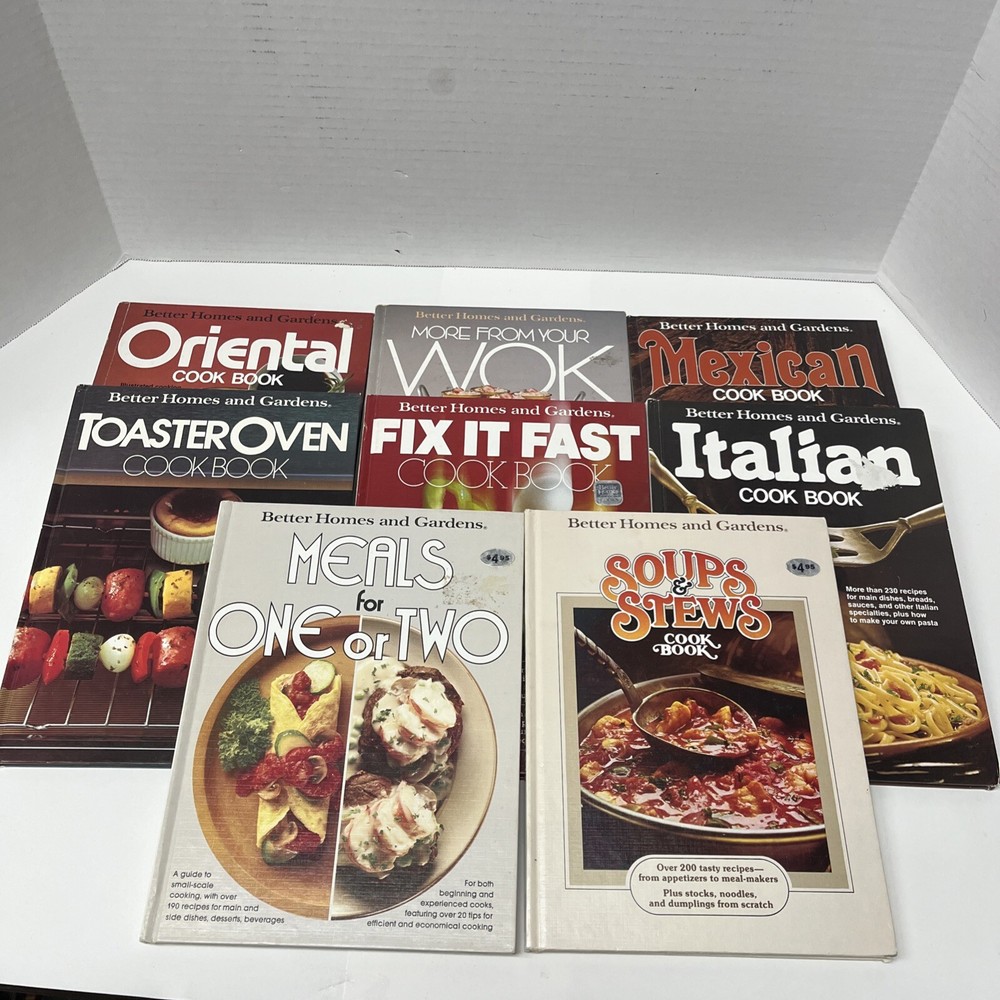 Better Homes and Gardens®
Oriental
COOK BOOK
Better Homes and Gardens®
MORE FROM YOUR
WOK
Better Homes and Gardens®
Mexican
COOK BOOK
Better Homes and Gardens®
TOASTER OVEN
COOK BOOK
Better Homes and Gardens®
FIX IT FAST
COOK BOOK
Better Homes and Gardens®
Italian
COOK BOOK
More than 230 recipes
for main dishes, breads,
sauces, and other Italian
specialties, plus how
to make your own pasta
Better Homes and Gardens®
MEALS
for
ONE or TWO
$4.95
A guide to
small-scale
cooking, with over
190 recipes for main and
side dishes, desserts, beverages
For both
beginning and
experienced cooks,
featuring over 20 tips for
efficient and economical cooking
Better Homes and Gardens®
SOUPS
&
STEWS
COOK
BOOK
$4.95
Over 200 tasty recipes—
from appetizers to meal-makers
Plus stocks, noodles,
and dumplings from scratch